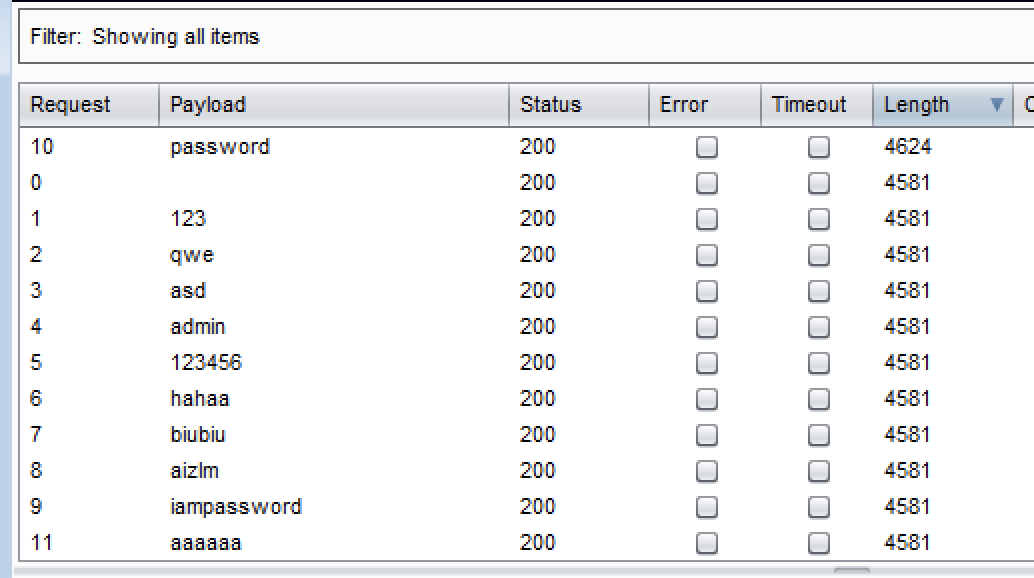 Filter: Showing all items
Request Payload Status Error Timeout Length C
10 password 200 4624
0 200 4581
1 123 200 4581
2 qwe 200 4581
3 asd 200 4581
4 admin 200 4581
5 123456 200 4581
6 hahaa 200 4581
7 biubiu 200 4581
8 aizlm 200 4581
9 iampassword 200 4581
11 aaaaaa 200 4581